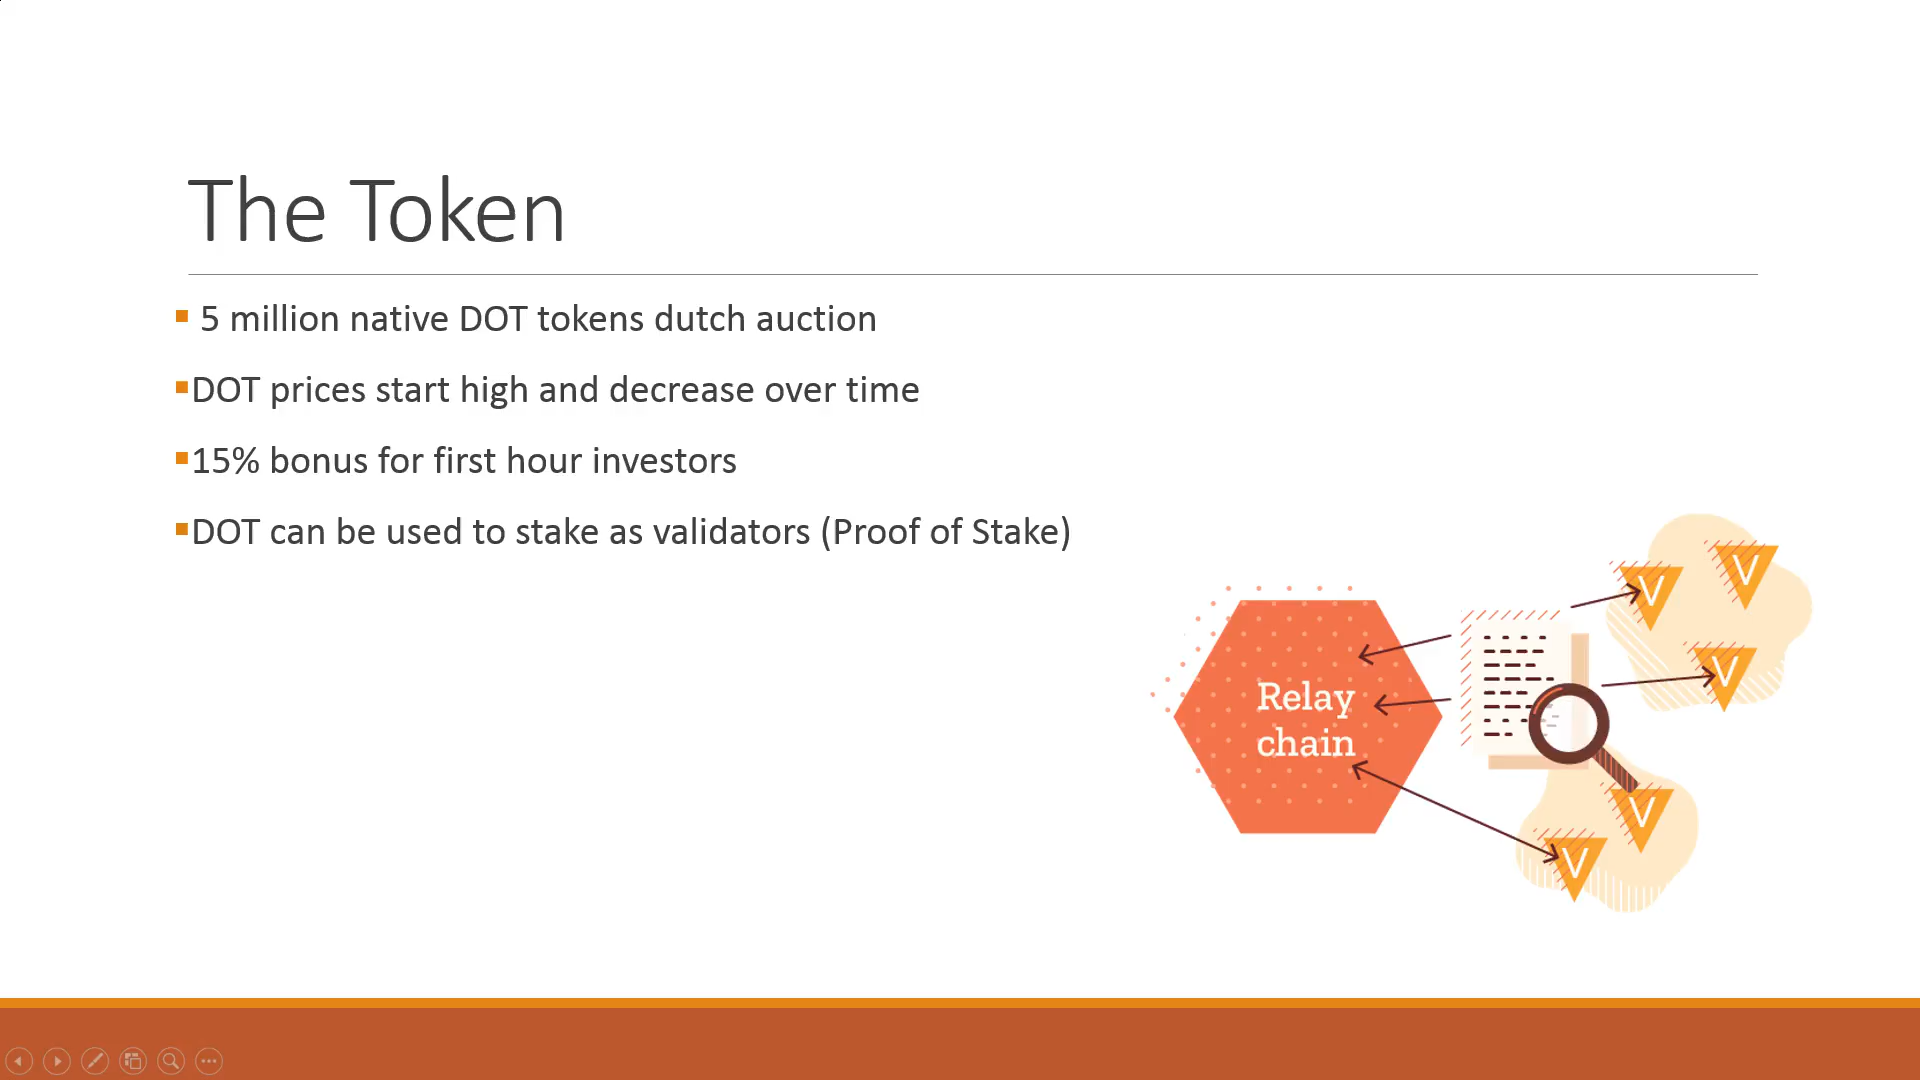 The Token
5 million native DOT tokens dutch auction
DOT prices start high and decrease over time
15% bonus for first hour investors
DOT can be used to stake as validators (Proof of Stake)
Relay
chain
V
V
V
V
V